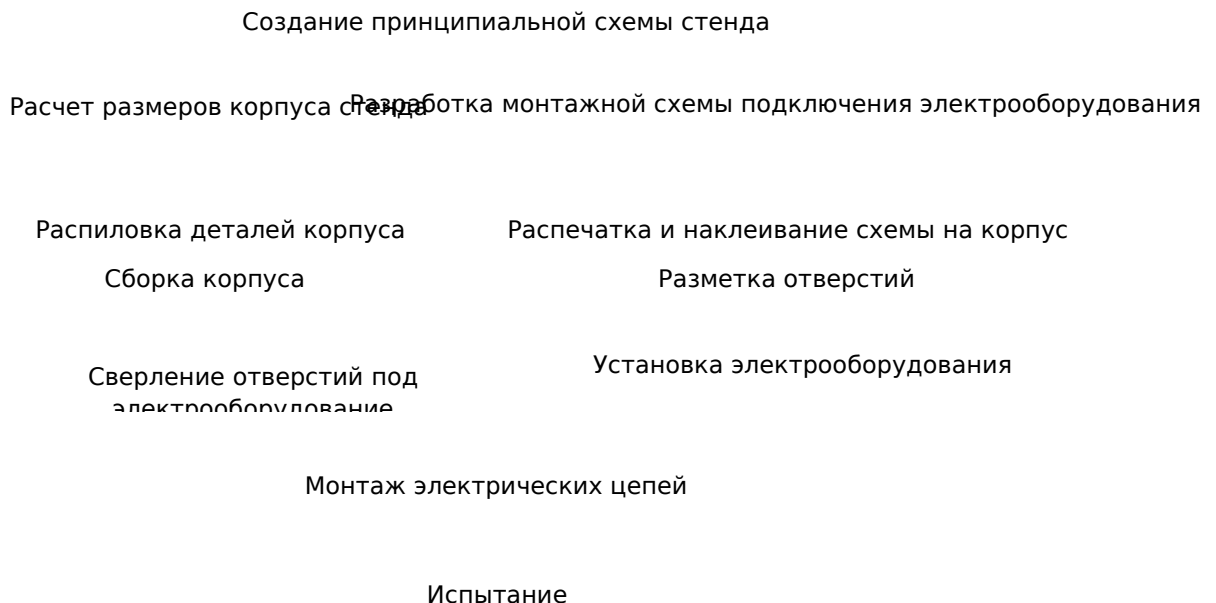 Создание принципиальной схемы стенда
Расчет размеров корпуса стенда
Разработка монтажной схемы подключения электрооборудования
Распиловка деталей корпуса
Распечатка и наклеивание схемы на корпус
Сборка корпуса
Разметка отверстий
Сверление отверстий под
электрооборудование
Установка электрооборудования
Монтаж электрических цепей
Испытание